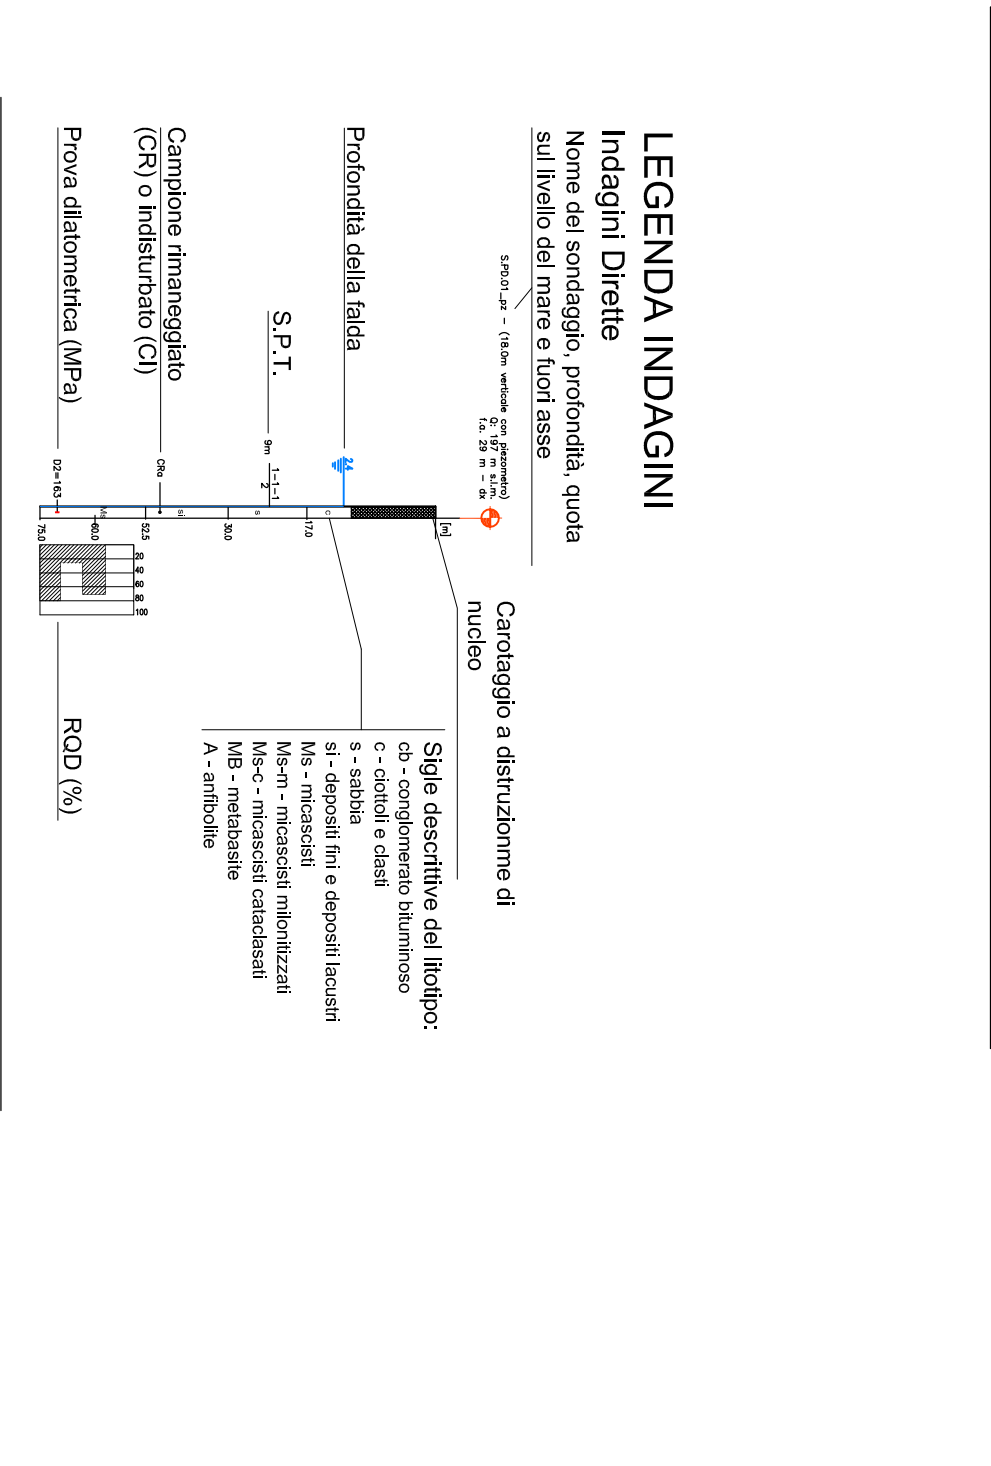 LEGENDA INDAGINI
Indagini Dirette
Nome del sondaggio, profondità, quota
sul livello del mare e fuori asse
S.PD.01_pz - (18.0m verticale con piezometro)
Q: 197 m s.l.m.
f.a. 29 m - dx
Carotaggio a distruzionme di
nucleo
[m]
Profondità della falda
2.4
S.P.T.
9m
1-1-1
2
Campione rimaneggiato
(CR) o indisturbato (CI)
CRa
Prova dilatometrica (MPa)
D2=163
c
17.0
s
30.0
si
52.5
Ms
60.0
75.0
20
40
60
80
100
RQD (%)
Sigle descrittive del litotipo:
cb - conglomerato bituminoso
c - ciottoli e clasti
s - sabbia
si - depositi fini e depositi lacustri
Ms - micascisti
Ms-m - micascisti milonitizzati
Ms-c - micascisti cataclasati
MB - metabasite
A - anfibolite